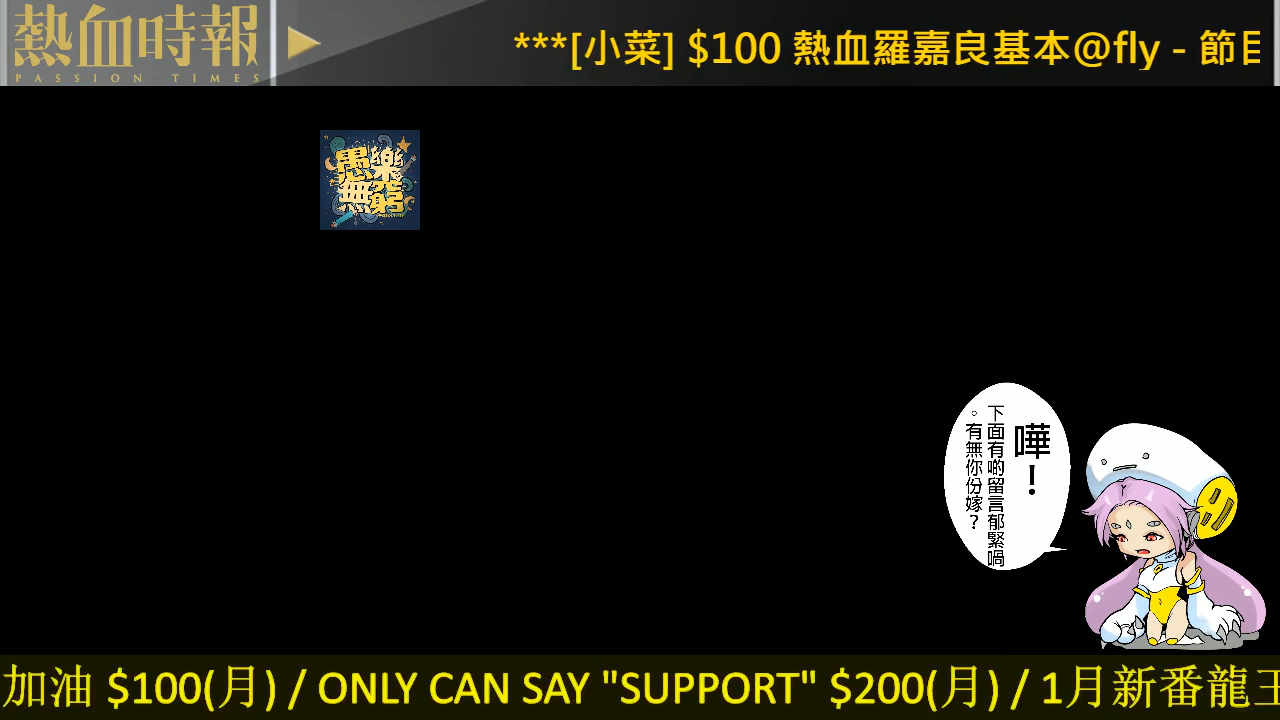 熱血時報
PASSION TIMES
***[小菜] $100 熱血羅嘉良基本@fly - 節目
愚樂
無窮
嘩！
下面有啲留言郁緊喎
。有無你份嫁？
加油 $100(月) / ONLY CAN SAY "SUPPORT" $200(月) / 1月新番龍王